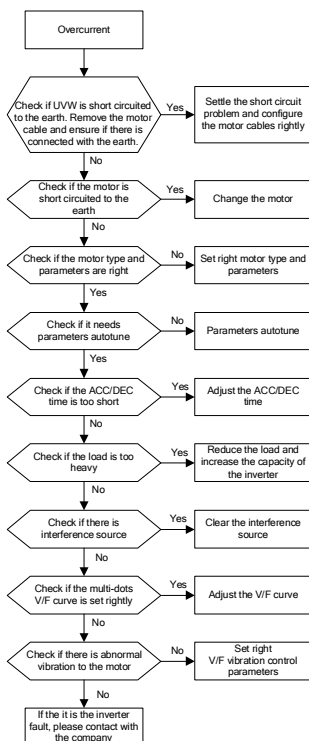 Overcurrent
Check if UVW is short circuited
to the earth. Remove the motor
cable and ensure if there is
connected with the earth.
Yes
Settle the short circuit
problem and configure
the motor cables rightly
No
Check if the motor is
short circuited to the
earth
Yes
Change the motor
No
Check if the motor type and
parameters are right
No
Set right motor type and
parameters
Yes
Check if it needs
parameters autotune
No
Parameters autotune
Yes
Check if the ACC/DEC
time is too short
Yes
Adjust the ACC/DEC
time
No
Check if the load is too
heavy
Yes
Reduce the load and
increase the capacity of
the inverter
No
Check if there is
interference source
Yes
Clear the interference
source
No
Check if the multi-dots
V/F curve is set rightly
Yes
Adjust the V/F curve
No
Check if there is abnormal
vibration to the motor
No
Set right
V/F vibration control
parameters
No
If the it is the inverter
fault, please contact with
the company